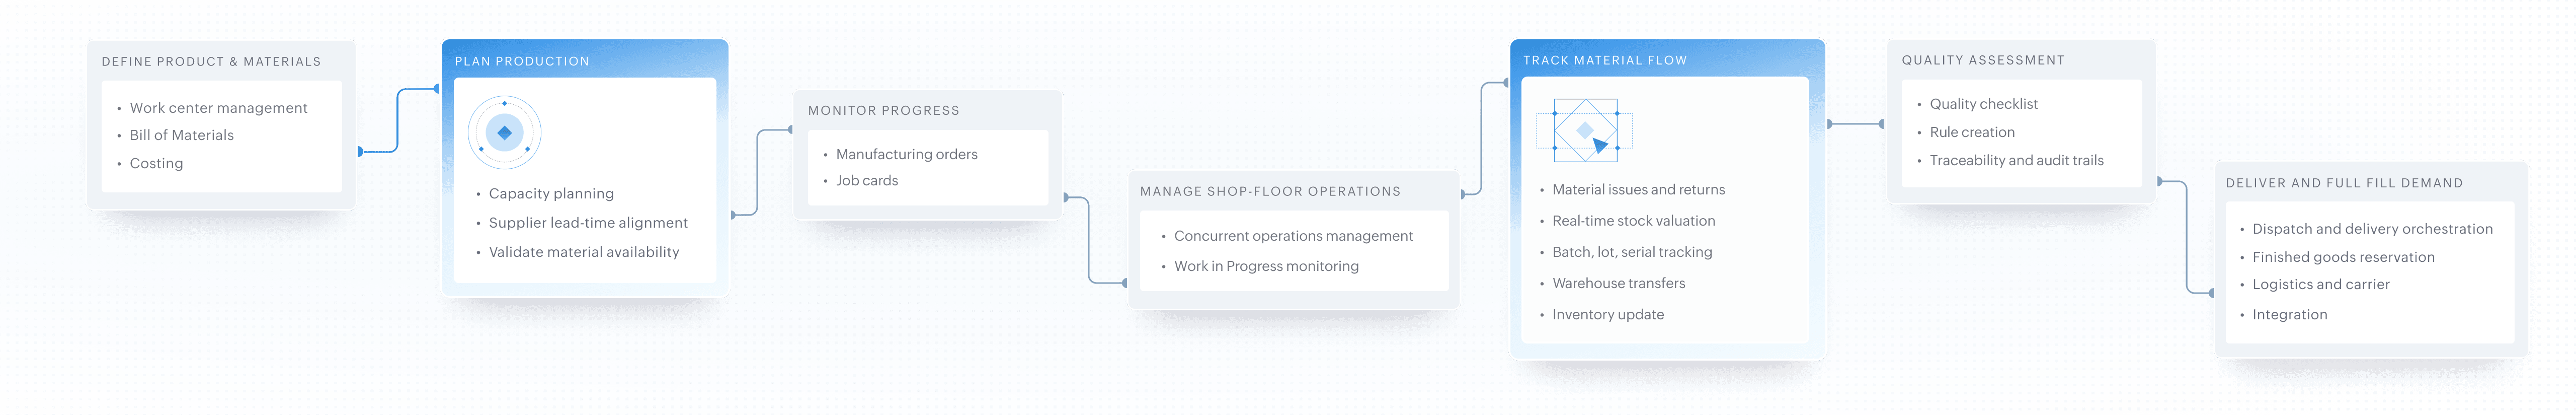 DEFINE PRODUCT & MATERIALS
• Work center management
• Bill of Materials
• Costing
PLAN PRODUCTION
• Capacity planning
• Supplier lead-time alignment
• Validate material availability
MONITOR PROGRESS
• Manufacturing orders
• Job cards
MANAGE SHOP-FLOOR OPERATIONS
• Concurrent operations management
• Work in Progress monitoring
TRACK MATERIAL FLOW
• Material issues and returns
• Real-time stock valuation
• Batch, lot, serial tracking
• Warehouse transfers
• Inventory update
QUALITY ASSESSMENT
• Quality checklist
• Rule creation
• Traceability and audit trails
DELIVER AND FULL FILL DEMAND
• Dispatch and delivery orchestration
• Finished goods reservation
• Logistics and carrier
• Integration